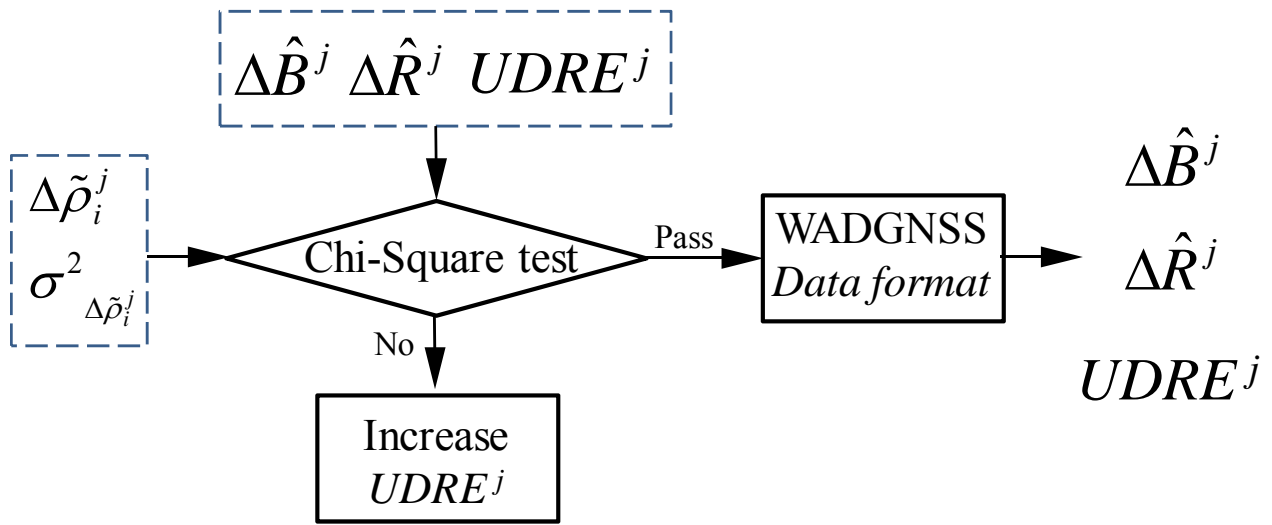 ΔB̂ʲ ΔR̂ʲ UDREʲ
Δρ̃ᵢʲ
σ²_Δρ̃ᵢʲ
Chi-Square test
Pass
WADGNSS
Data format
ΔB̂ʲ
ΔR̂ʲ
UDREʲ
No
Increase
UDREʲ